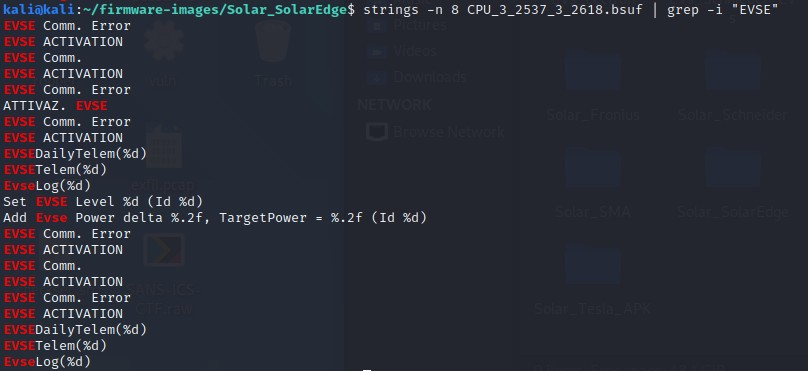 kali@kali:~/firmware-images/Solar_SolarEdge$ strings -n 8 CPU_3_2537_3_2618.bsuf | grep -i "EVSE"
EVSE Comm. Error
EVSE ACTIVATION
EVSE Comm.
EVSE ACTIVATION
EVSE Comm. Error
ATTIVAZ. EVSE
EVSE Comm. Error
EVSE ACTIVATION
EVSEDailyTelem(%d)
EVSETelem(%d)
EvseLog(%d)
Set EVSE Level %d (Id %d)
Add Evse Power delta %.2f, TargetPower = %.2f (Id %d)
EVSE Comm. Error
EVSE ACTIVATION
EVSE Comm.
EVSE ACTIVATION
EVSE Comm. Error
EVSE ACTIVATION
EVSEDailyTelem(%d)
EVSETelem(%d)
EvseLog(%d)
Pictures
Videos
Downloads
NETWORK
Browse Network
Trash
Solar_Fronius
Solar_Schneider
Solar_SMA
Solar_SolarEdge
Solar_Tesla_APK